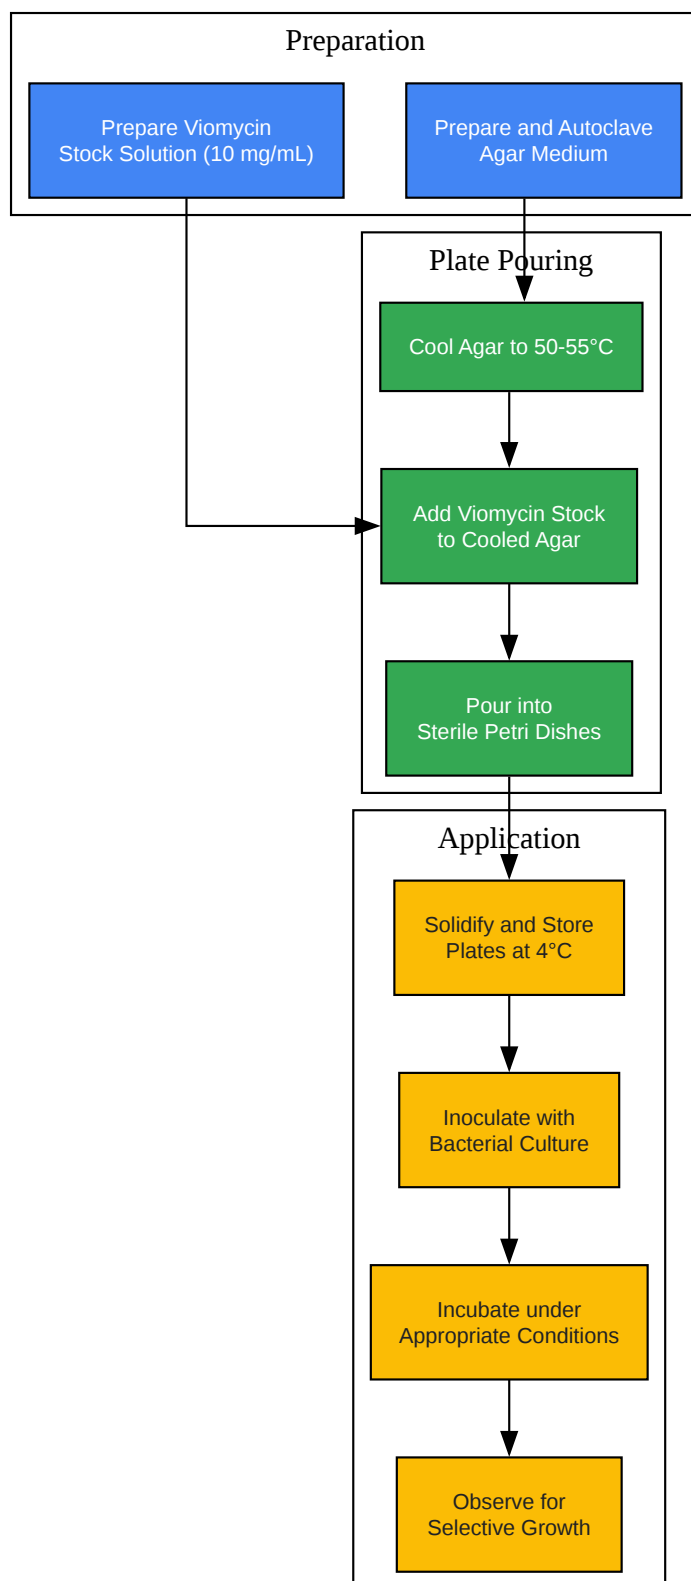 Preparation
Prepare Viomycin
Stock Solution (10 mg/mL)
Prepare and Autoclave
Agar Medium
Plate Pouring
Cool Agar to 50-55°C
Add Viomycin Stock
to Cooled Agar
Pour into
Sterile Petri Dishes
Application
Solidify and Store
Plates at 4°C
Inoculate with
Bacterial Culture
Incubate under
Appropriate Conditions
Observe for
Selective Growth